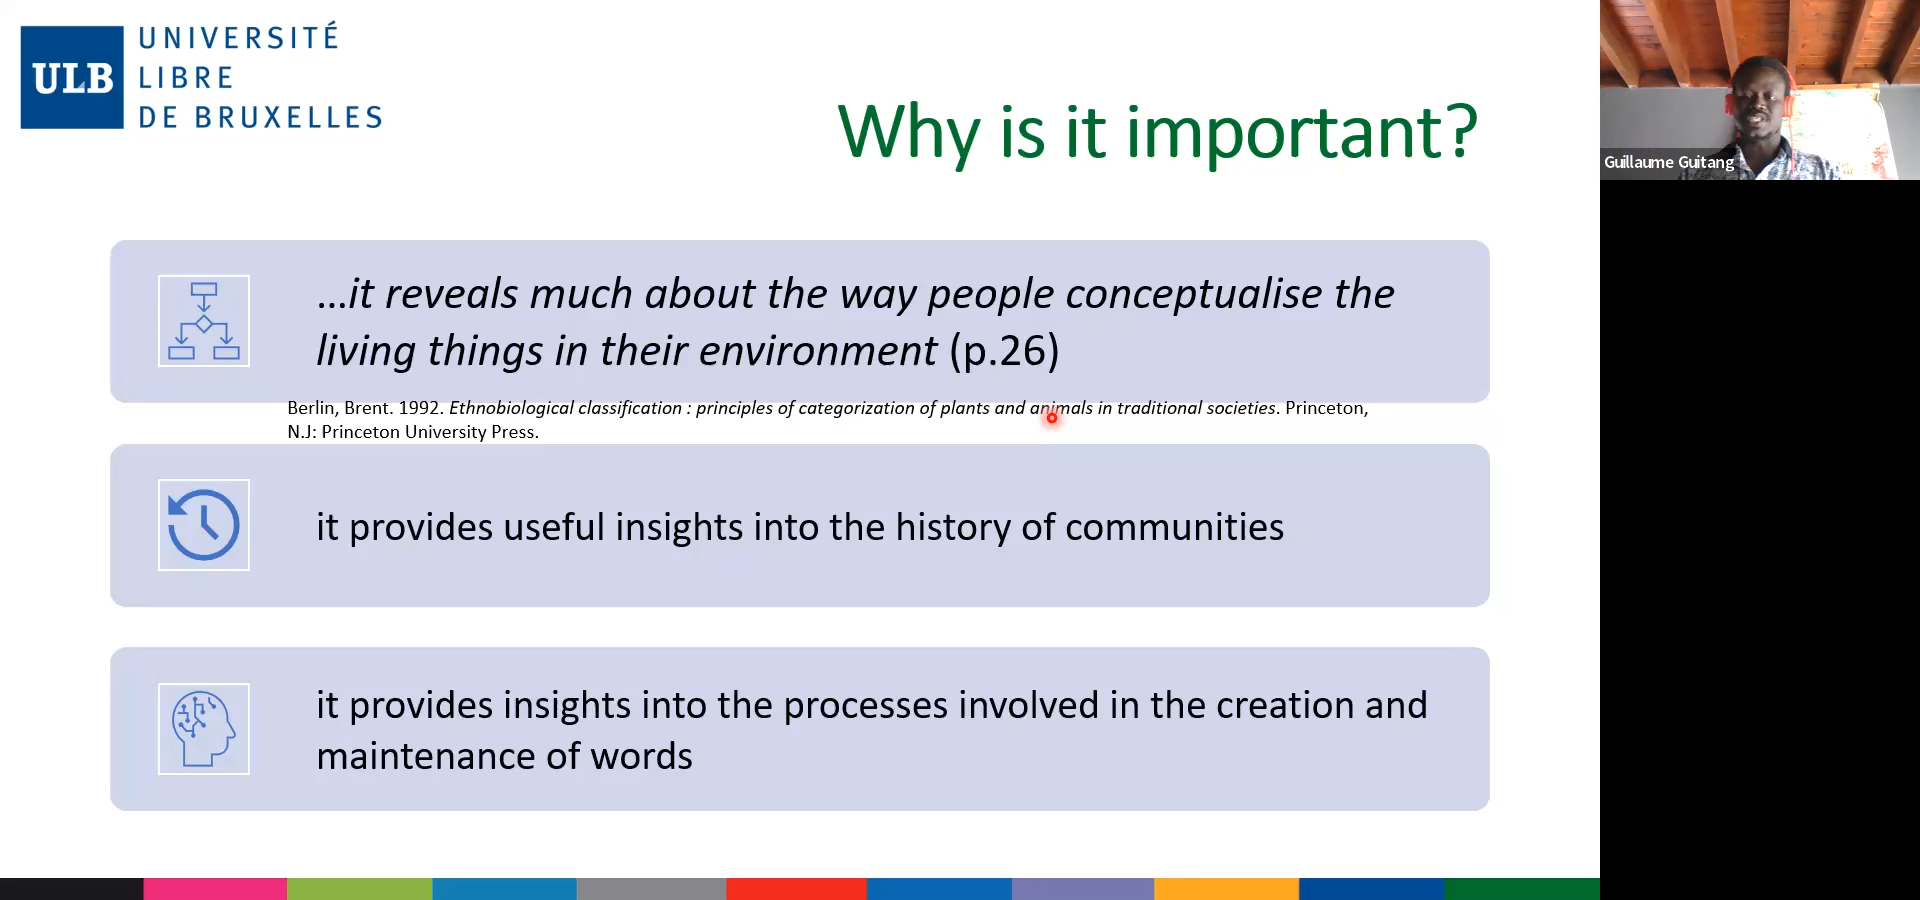 ULB
UNIVERSITÉ
LIBRE
DE BRUXELLES
Why is it important?
Guillaume Guitang
...it reveals much about the way people conceptualise the
living things in their environment (p.26)
Berlin, Brent. 1992. Ethnobiological classification : principles of categorization of plants and animals in traditional societies. Princeton,
N.J: Princeton University Press.
it provides useful insights into the history of communities
it provides insights into the processes involved in the creation and
maintenance of words